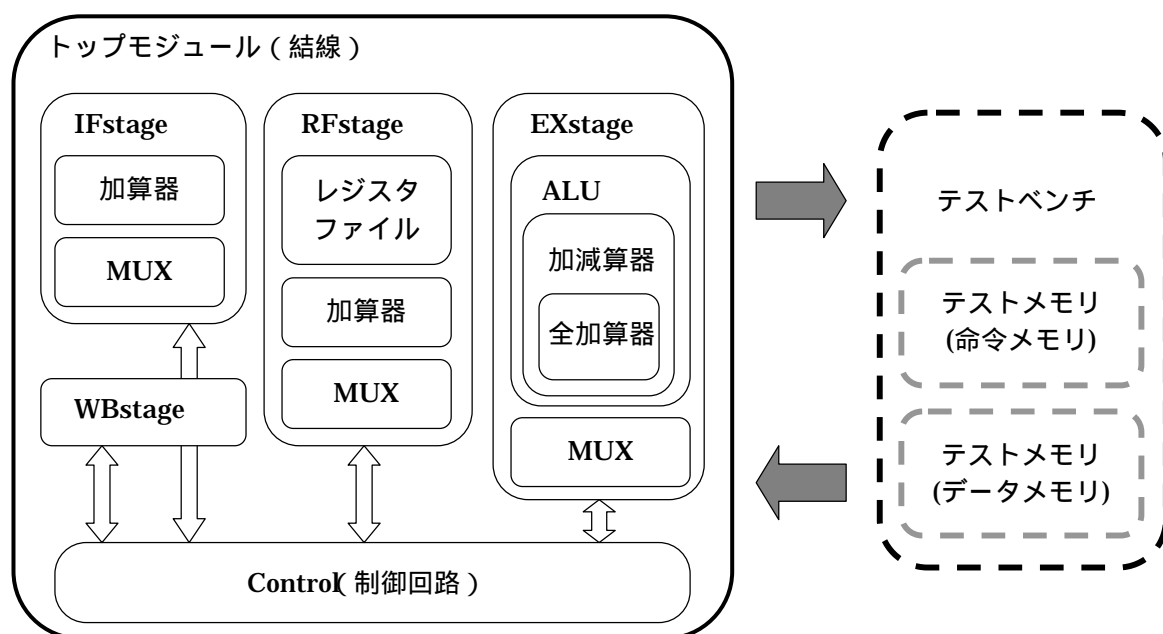 トップモジュール（結線）
IFstage
加算器
MUX
WBstage
RFstage
レジスタ
ファイル
加算器
MUX
EXstage
ALU
加減算器
全加算器
MUX
Control（制御回路）
テストベンチ
テストメモリ
(命令メモリ)
テストメモリ
(データメモリ)